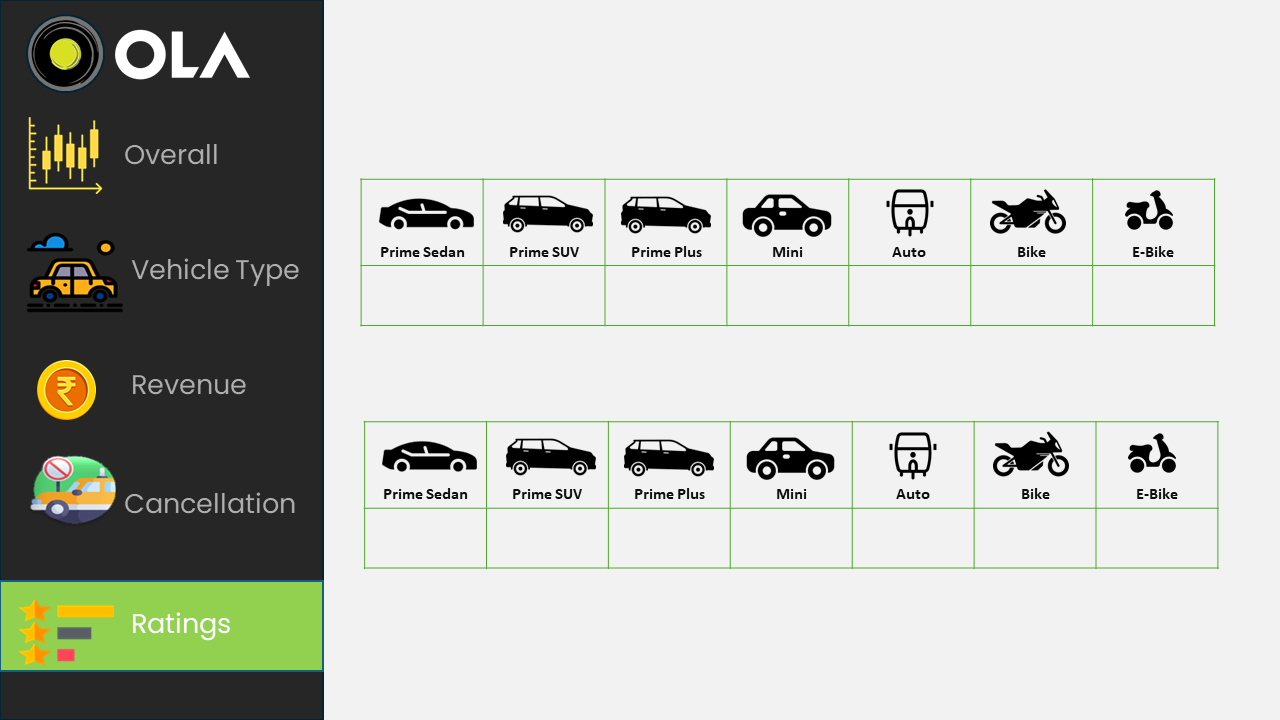 OLA
Overall
Vehicle Type
Revenue
Cancellation
Ratings
Prime Sedan Prime SUV Prime Plus Mini Auto Bike E-Bike
Prime Sedan Prime SUV Prime Plus Mini Auto Bike E-Bike